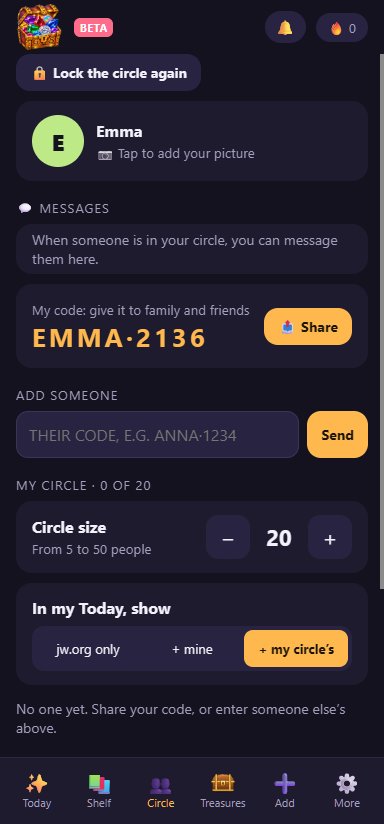 BETA
0
Lock the circle again
E
Emma
Tap to add your picture
MESSAGES
When someone is in your circle, you can message
them here.
My code: give it to family and friends
EMMA·2136
Share
ADD SOMEONE
THEIR CODE, E.G. ANNA·1234
Send
MY CIRCLE · 0 OF 20
Circle size
From 5 to 50 people
− 20 +
In my Today, show
jw.org only + mine + my circle’s
No one yet. Share your code, or enter someone else’s
above.
Today Shelf Circle Treasures Add More